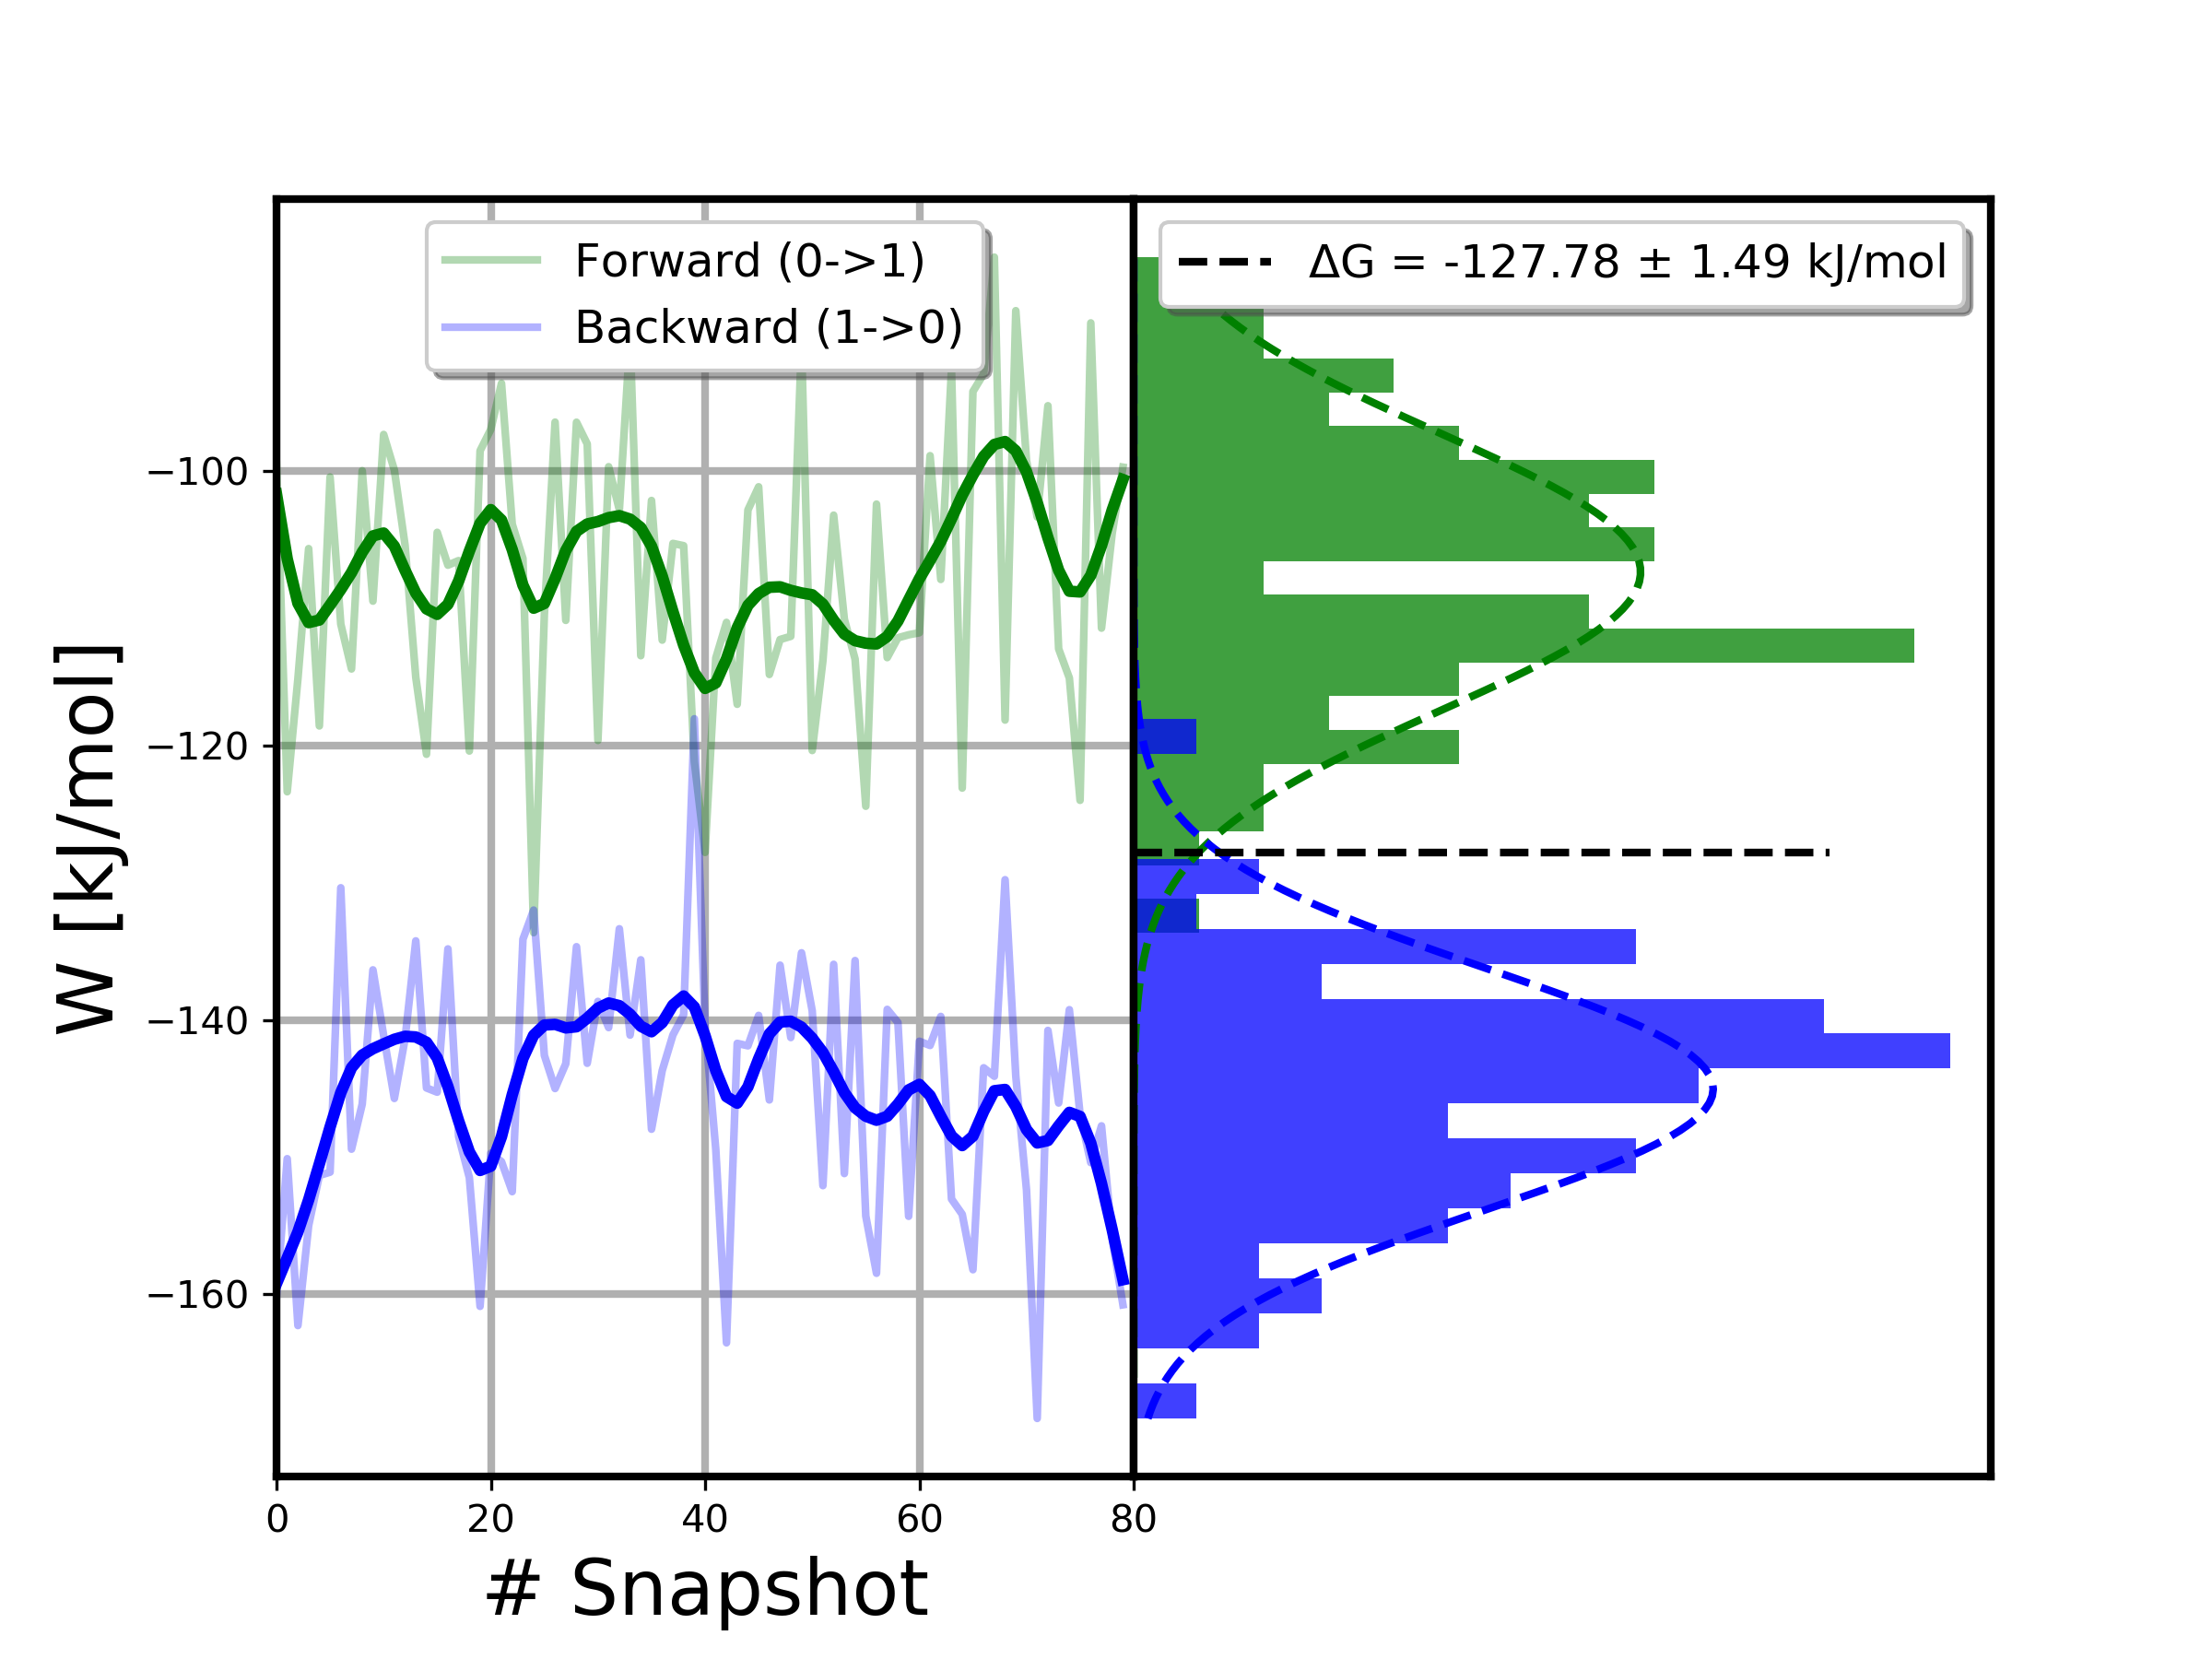 Forward (0->1)
Backward (1->0)
ΔG = -127.78 ± 1.49 kJ/mol
W [kJ/mol]
−100
−120
−140
−160
0 20 40 60 80
# Snapshot